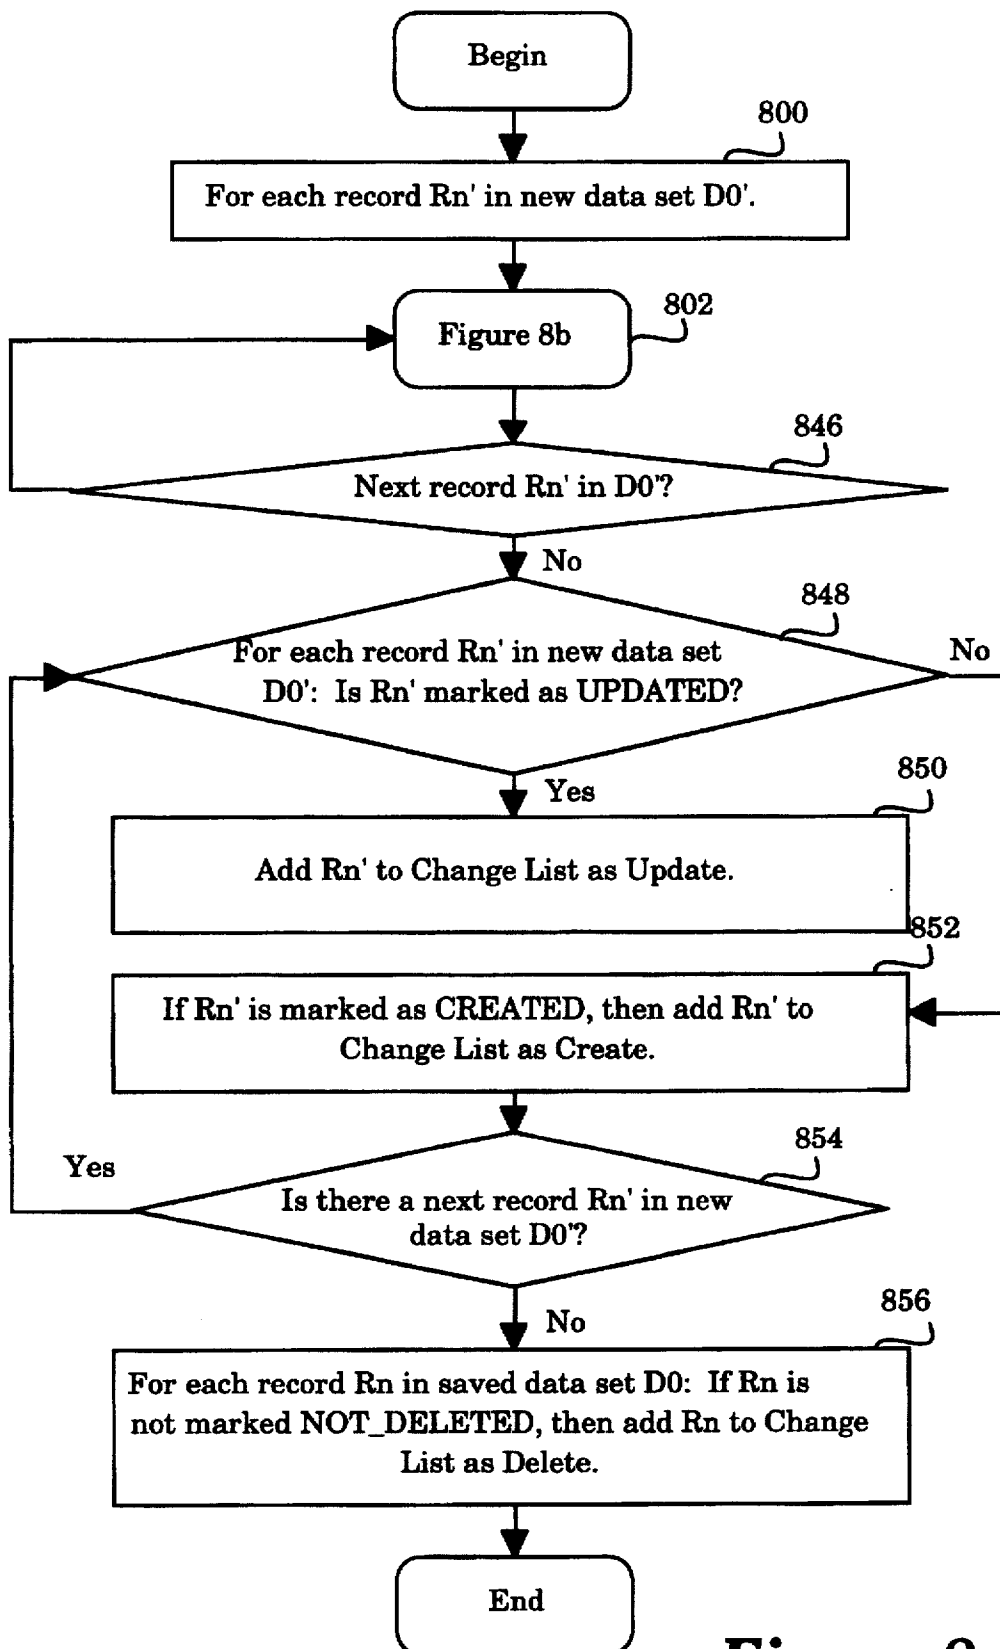 Begin
800
For each record Rn' in new data set D0'.
Figure 8b
802
846
Next record Rn' in D0'?
No
848
For each record Rn' in new data set
D0': Is Rn' marked as UPDATED?
No
Yes
850
Add Rn' to Change List as Update.
852
If Rn' is marked as CREATED, then add Rn' to
Change List as Create.
Yes
854
Is there a next record Rn' in new
data set D0'?
No
856
For each record Rn in saved data set D0: If Rn is
not marked NOT_DELETED, then add Rn to Change
List as Delete.
End